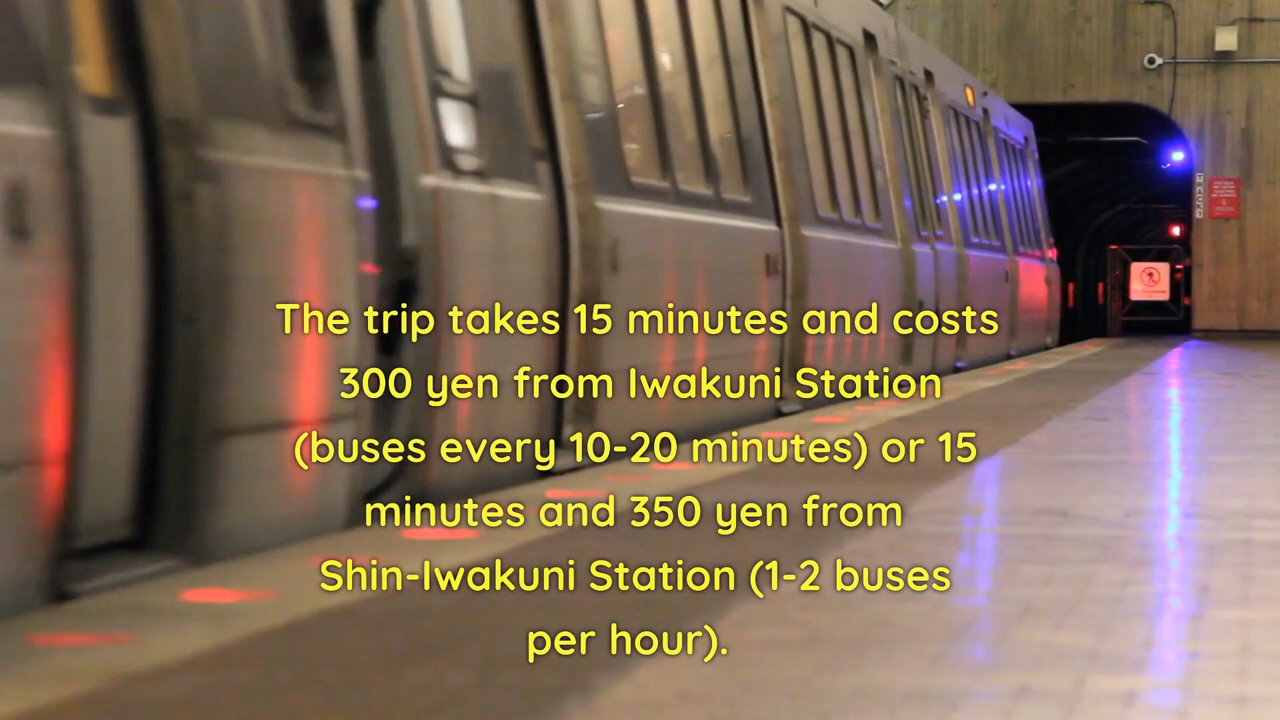 The trip takes 15 minutes and costs
300 yen from Iwakuni Station
(buses every 10-20 minutes) or 15
minutes and 350 yen from
Shin-Iwakuni Station (1-2 buses
per hour).